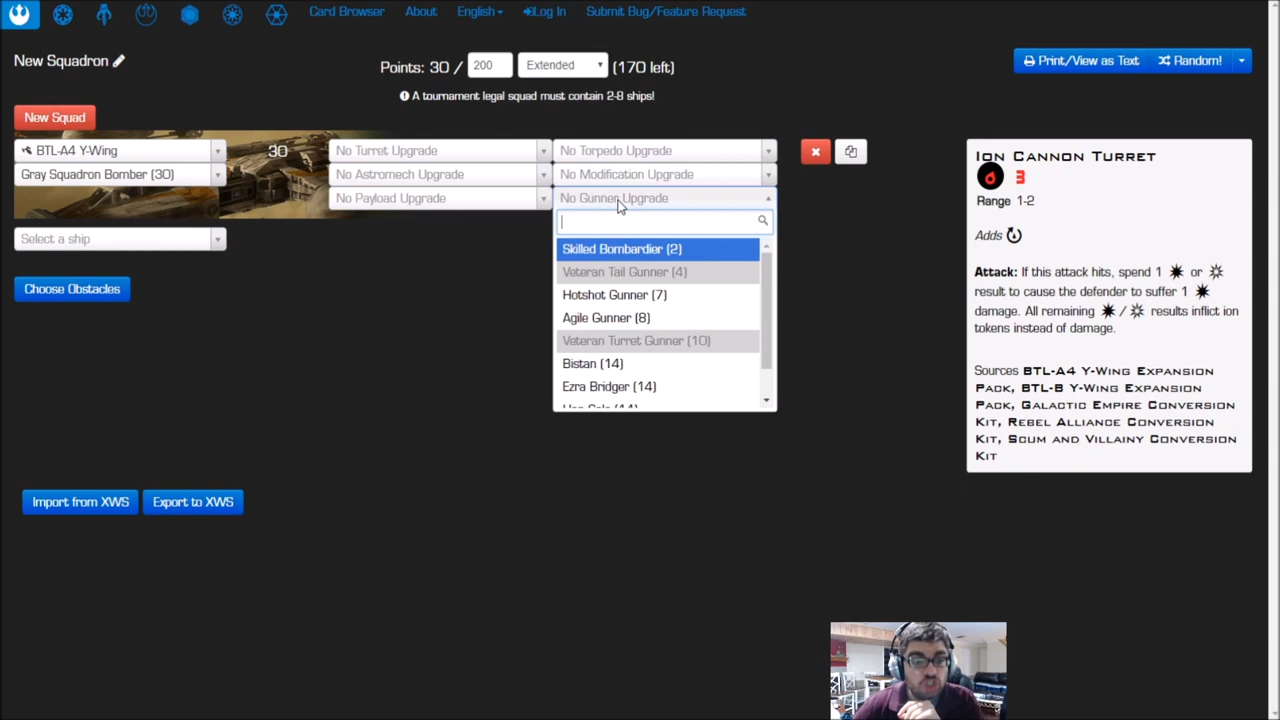 Card Browser About English Log In Submit Bug/Feature Request
New Squadron
Points: 30 / 200 Extended (170 left)
Print/View as Text Random!
A tournament legal squad must contain 2-8 ships!
New Squad
BTL-A4 Y-Wing 30 No Turret Upgrade No Torpedo Upgrade
Gray Squadron Bomber (30) No Astromech Upgrade No Modification Upgrade
No Payload Upgrade No Gunner Upgrade
Select a ship
Choose Obstacles
Skilled Bombardier (2)
Veteran Tail Gunner (4)
Hotshot Gunner (7)
Agile Gunner (8)
Veteran Turret Gunner (10)
Bistan (14)
Ezra Bridger (14)
Han Solo (14)
Import from XWS Export to XWS
Ion Cannon Turret
3
Range 1-2
Adds
Attack: If this attack hits, spend 1 or
result to cause the defender to suffer 1
damage. All remaining / results inflict ion
tokens instead of damage.
Sources BTL-A4 Y-Wing Expansion
Pack, BTL-B Y-Wing Expansion
Pack, Galactic Empire Conversion
Kit, Rebel Alliance Conversion
Kit, Scum and Villainy Conversion
Kit